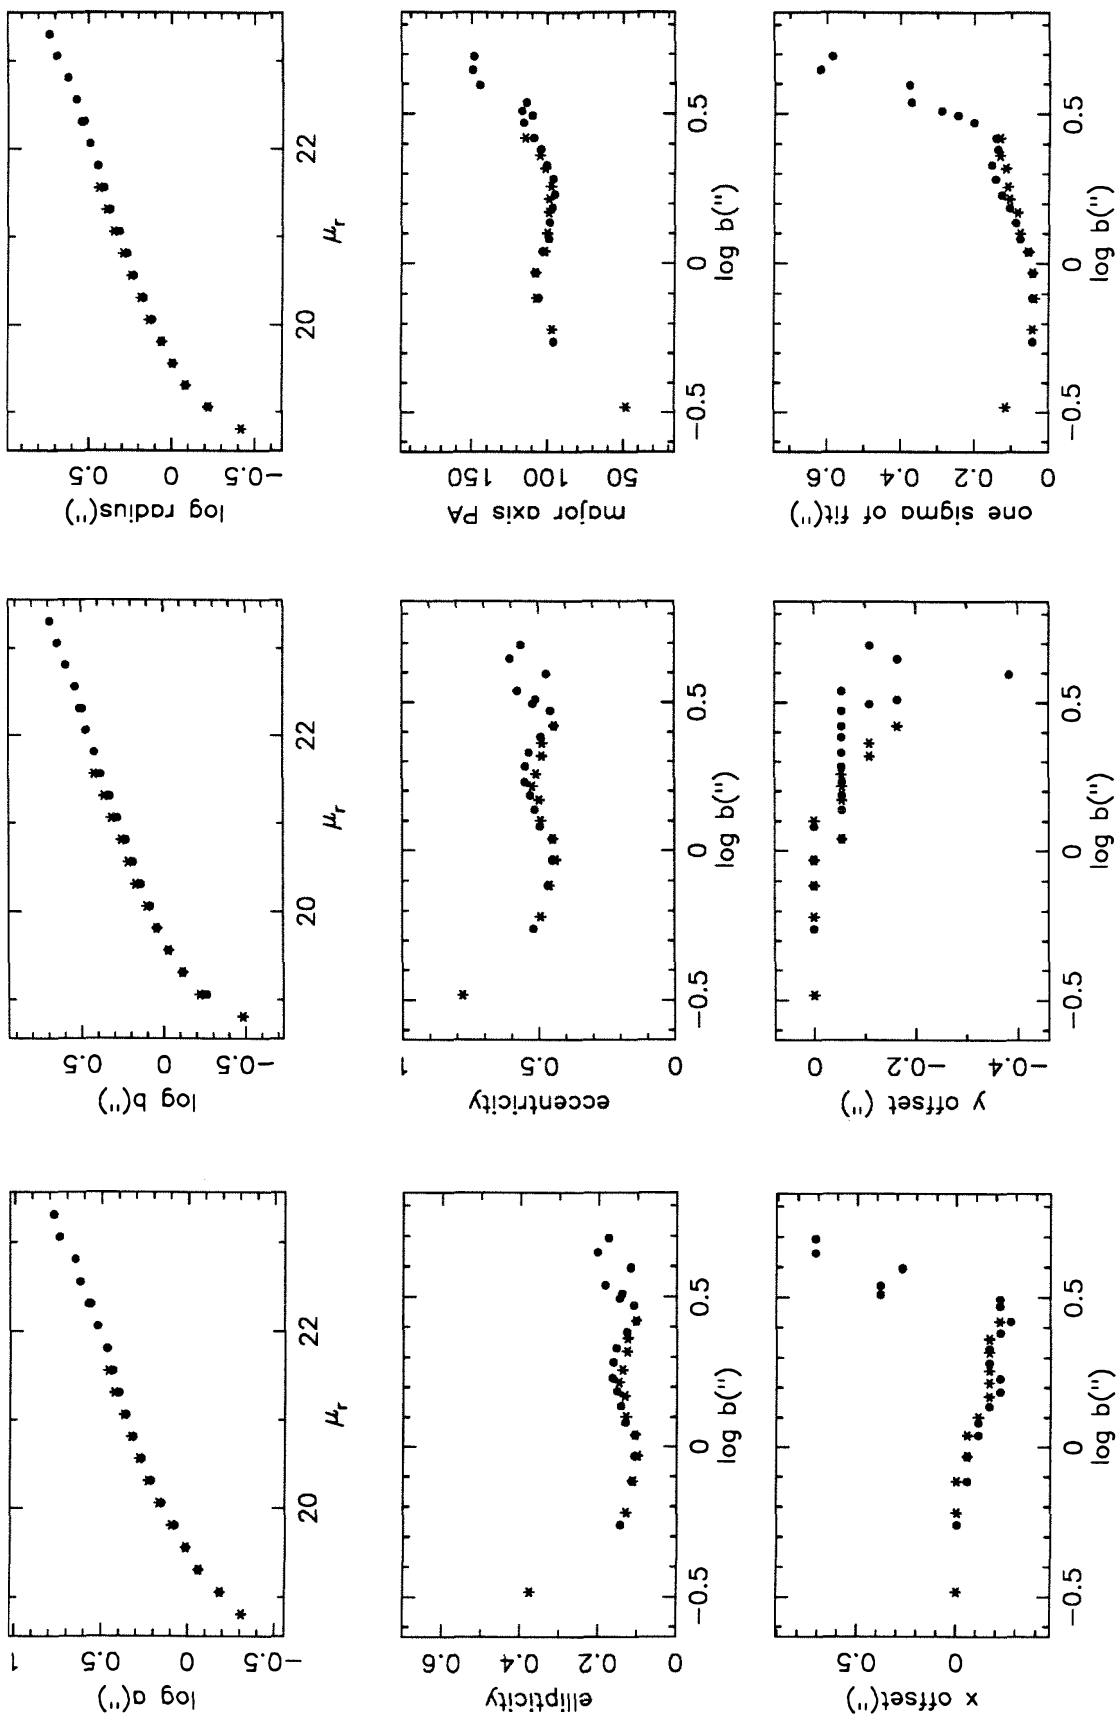 1
0.5
0
−0.5
log a(")
20
22
μr
0.5
0
−0.5
log b(")
20
22
μr
0.5
0
−0.5
log radius(")
20
22
μr
0.6
0.4
0.2
0
ellipticity
−0.5
0
0.5
log b(")
1
0.5
0
eccentricity
−0.5
0
0.5
log b(")
150
100
50
major axis PA
−0.5
0
0.5
log b(")
0.5
0
x offset(")
−0.5
0
0.5
log b(")
0
−0.2
−0.4
y offset (")
−0.5
0
0.5
log b(")
0.6
0.4
0.2
0
one sigma of fit(")
−0.5
0
0.5
log b(")